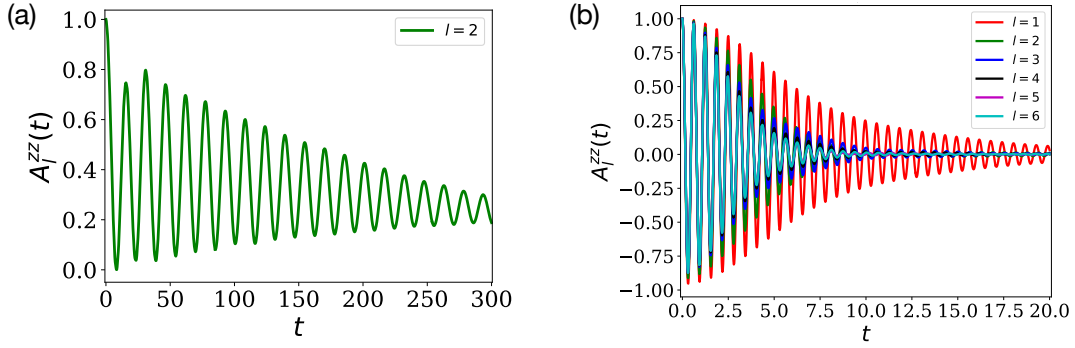 (a)
1.0
0.8
0.6
0.4
0.2
0.0
A_l^{zz}(t)
l = 2
0 50 100 150 200 250 300
t
(b)
1.00
0.75
0.50
0.25
0.00
−0.25
−0.50
−0.75
−1.00
A_l^{zz}(t)
l = 1
l = 2
l = 3
l = 4
l = 5
l = 6
0.0 2.5 5.0 7.5 10.0 12.5 15.0 17.5 20.0
t